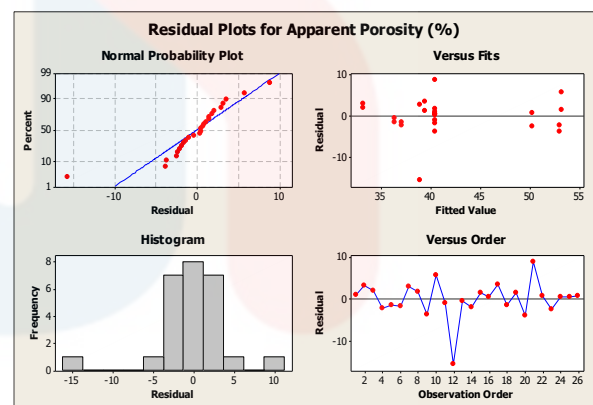 Residual Plots for Apparent Porosity (%)
Normal Probability Plot
Versus Fits
99
90
50
10
1
Percent
-10
0
10
Residual
10
0
-10
Residual
35
40
45
50
55
Fitted Value
Histogram
Versus Order
8
6
4
2
0
Frequency
-15
-10
-5
0
5
10
Residual
10
0
-10
Residual
2 4 6 8 10 12 14 16 18 20 22 24 26
Observation Order